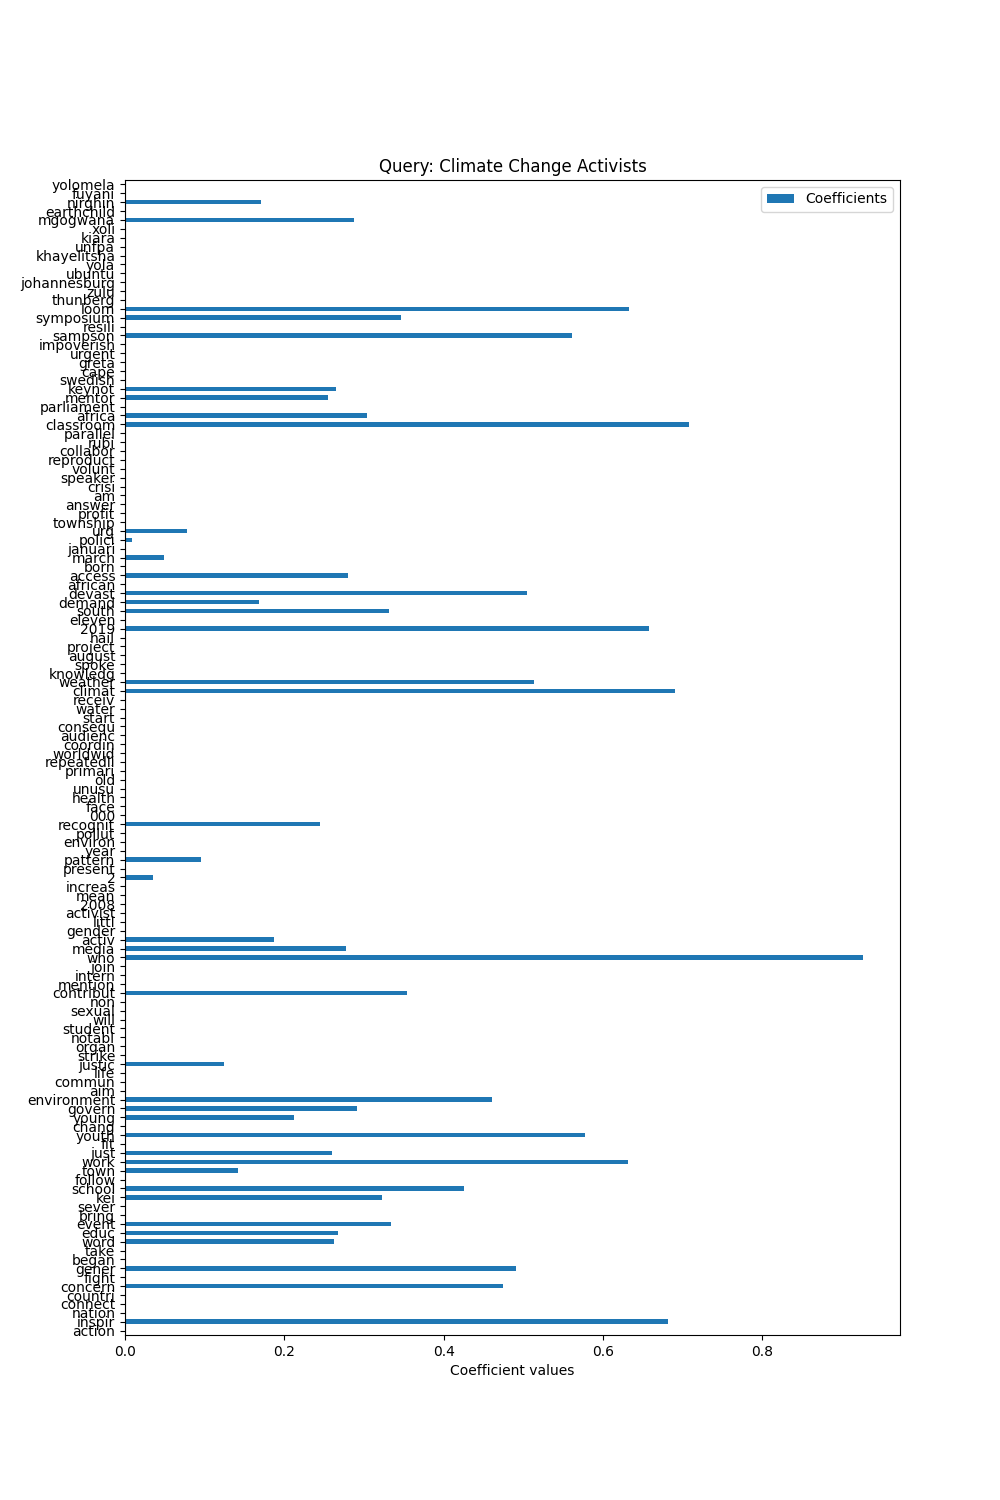 Query: Climate Change Activists
Coefficients
yolomela
fuyani
nirghin
earthchild
mgogwana
xoli
kiara
unfpa
khayelitsha
yola
ubuntu
johannesburg
zulu
thunberg
loom
symposium
resili
sampson
impoverish
urgent
greta
cape
swedish
keynot
mentor
parliament
africa
classroom
parallel
rubi
collabor
reproduct
volunt
speaker
crisi
am
answer
profit
township
urg
polici
januari
march
born
access
african
devast
demand
south
eleven
2019
hail
project
august
spoke
knowledg
weather
climat
receiv
water
start
consequ
audienc
coordin
worldwid
repeatedli
primari
old
unusu
health
face
000
recognit
pollut
environ
year
pattern
present
2
increas
mean
2008
activist
littl
gender
activ
media
who
join
intern
mention
contribut
non
sexual
will
student
notabl
organ
strike
justic
life
commun
aim
environment
govern
young
chang
youth
fit
just
work
town
follow
school
kei
sever
bring
event
educ
word
take
began
gener
fight
concern
countri
connect
nation
inspir
action
0.0 0.2 0.4 0.6 0.8
Coefficient values